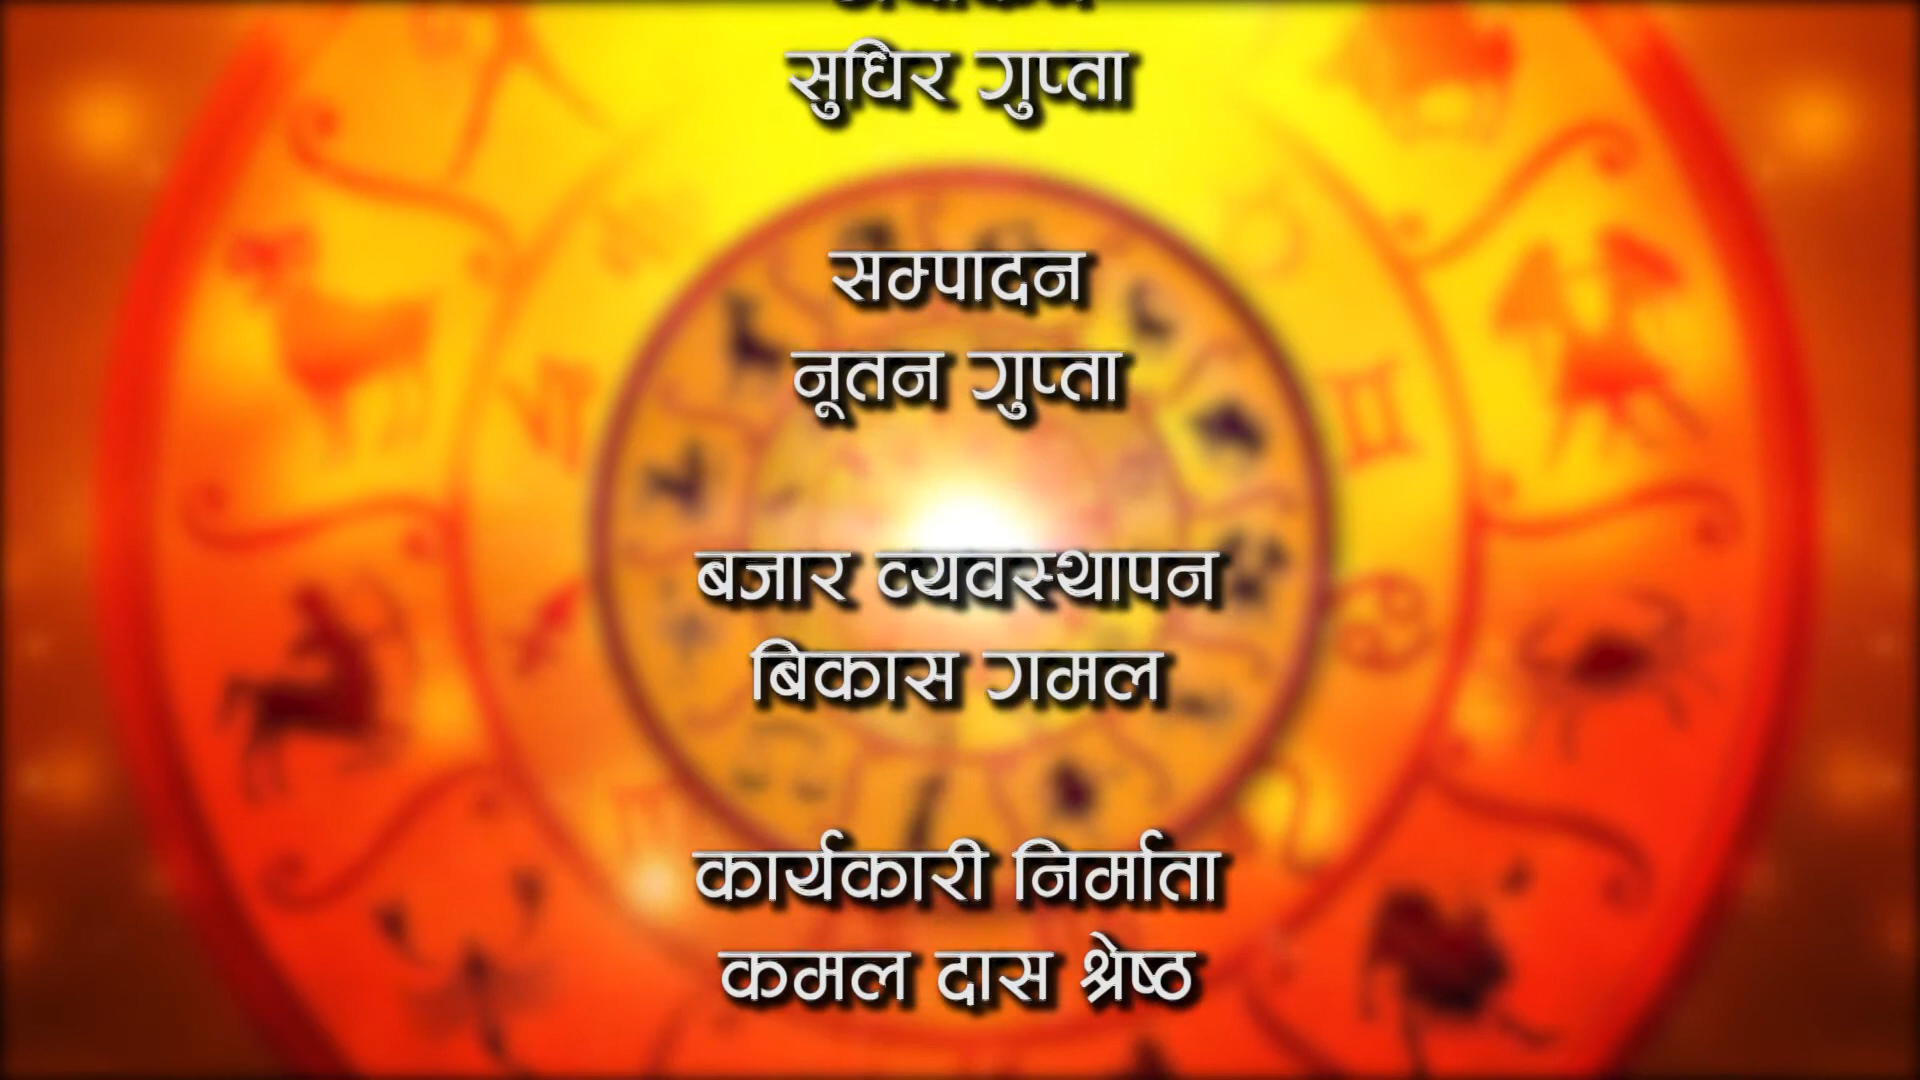 सुधिर गुप्ता
सम्पादन
नूतन गुप्ता
बजार व्यवस्थापन
बिकास गमल
कार्यकारी निर्माता
कमल दास श्रेष्ठ